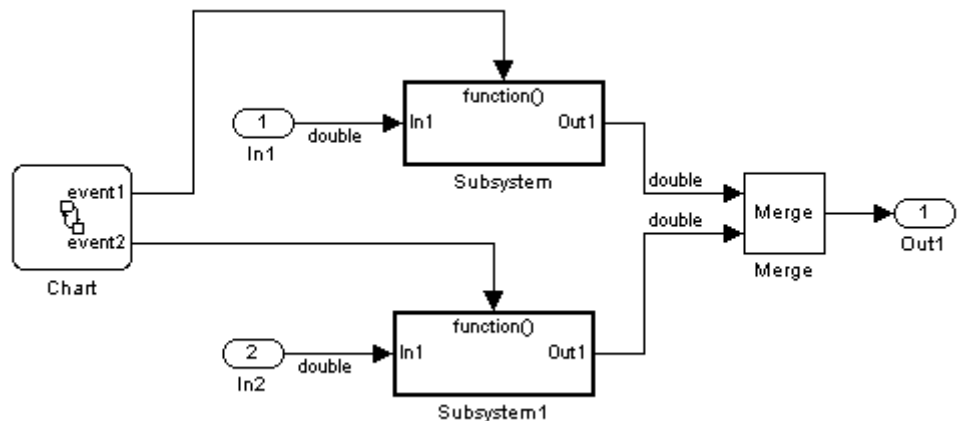 function()
1
In1
double
In1
Out1
Subsystem
event1
event2
Chart
double
double
Merge
Merge
1
Out1
function()
2
In2
double
In1
Out1
Subsystem1